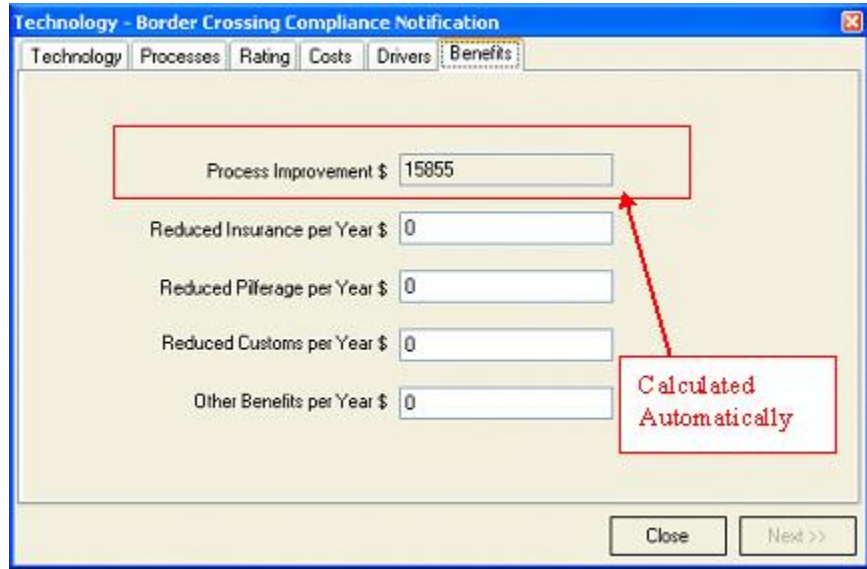 Technology - Border Crossing Compliance Notification
Technology Processes Rating Costs Drivers Benefits
Process Improvement $ 15855
Reduced Insurance per Year $ 0
Reduced Pilferage per Year $ 0
Reduced Customs per Year $ 0
Other Benefits per Year $ 0
Calculated
Automatically
Close Next >>